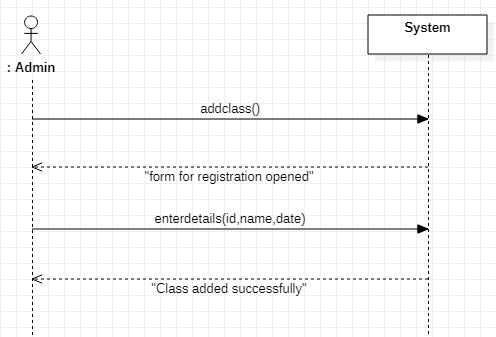 System
: Admin
addclass()
"form for registration opened"
enterdetails(id,name,date)
"Class added successfully"